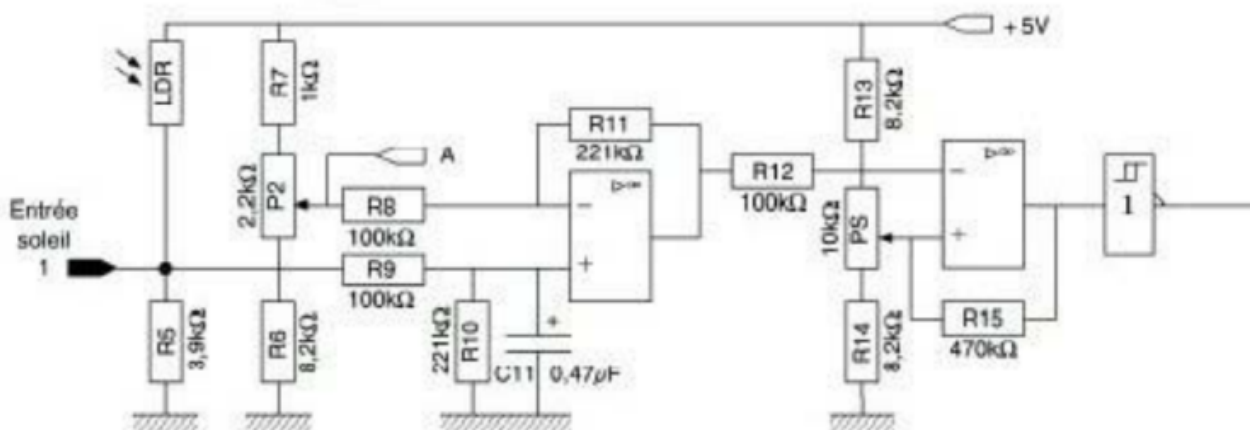 +5V
LDR
R7
1kΩ
R13
8,2kΩ
R11
221kΩ
A
▷∞
▷∞
2,2kΩ
P2
R12
100kΩ
−
−
1
Entrée
soleil
1
R8
100kΩ
10kΩ
PS
+
R9
100kΩ
+
R5
3,9kΩ
R6
8,2kΩ
221kΩ
R10
+
C11 0,47µF
R14
8,2kΩ
R15
470kΩ